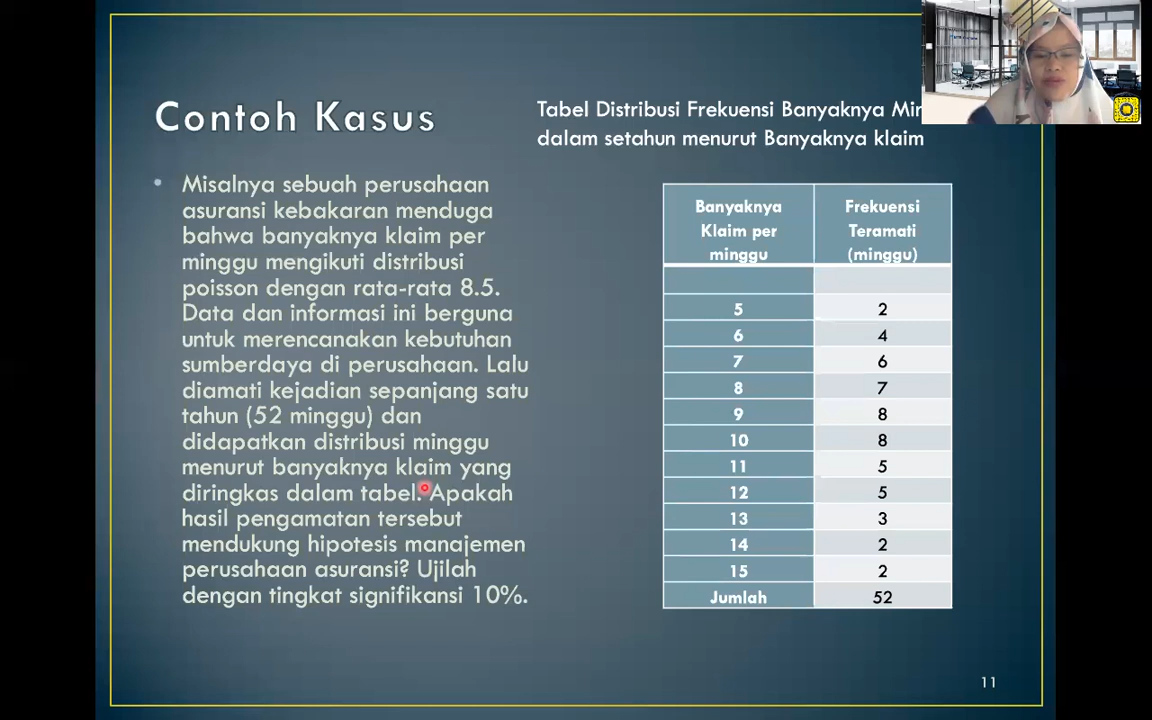 Contoh Kasus
Misalnya sebuah perusahaan
asuransi kebakaran menduga
bahwa banyaknya klaim per
minggu mengikuti distribusi
poisson dengan rata-rata 8.5.
Data dan informasi ini berguna
untuk merencanakan kebutuhan
sumberdaya di perusahaan. Lalu
diamati kejadian sepanjang satu
tahun (52 minggu) dan
didapatkan distribusi minggu
menurut banyaknya klaim yang
diringkas dalam tabel. Apakah
hasil pengamatan tersebut
mendukung hipotesis manajemen
perusahaan asuransi? Ujilah
dengan tingkat signifikansi 10%.
Tabel Distribusi Frekuensi Banyaknya
dalam setahun menurut Banyaknya klaim
Banyaknya Klaim per minggu Frekuensi Teramati (minggu)
5 2
6 4
7 6
8 7
9 8
10 8
11 5
12 5
13 3
14 2
15 2
Jumlah 52
11